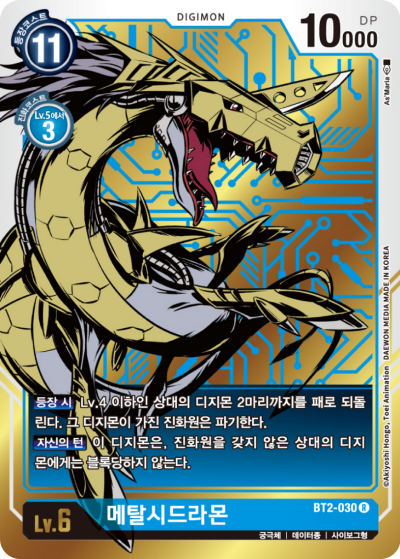 등장코스트
11
DIGIMON
DP
10000
진화코스트
Lv.5에서
3
As'Maria
©Akiyoshi Hongo, Toei Animation DAEWON MEDIA MADE IN KOREA
등장 시 Lv.4 이하인 상대의 디지몬 2마리까지를 패로 되돌
린다. 그 디지몬이 가진 진화원은 파기한다.
자신의 턴 이 디지몬은, 진화원을 갖지 않은 상대의 디지
몬에게는 블록당하지 않는다.
BT2-030 R
Lv.6
메탈시드라몬
궁극체 | 데이터종 | 사이보그형